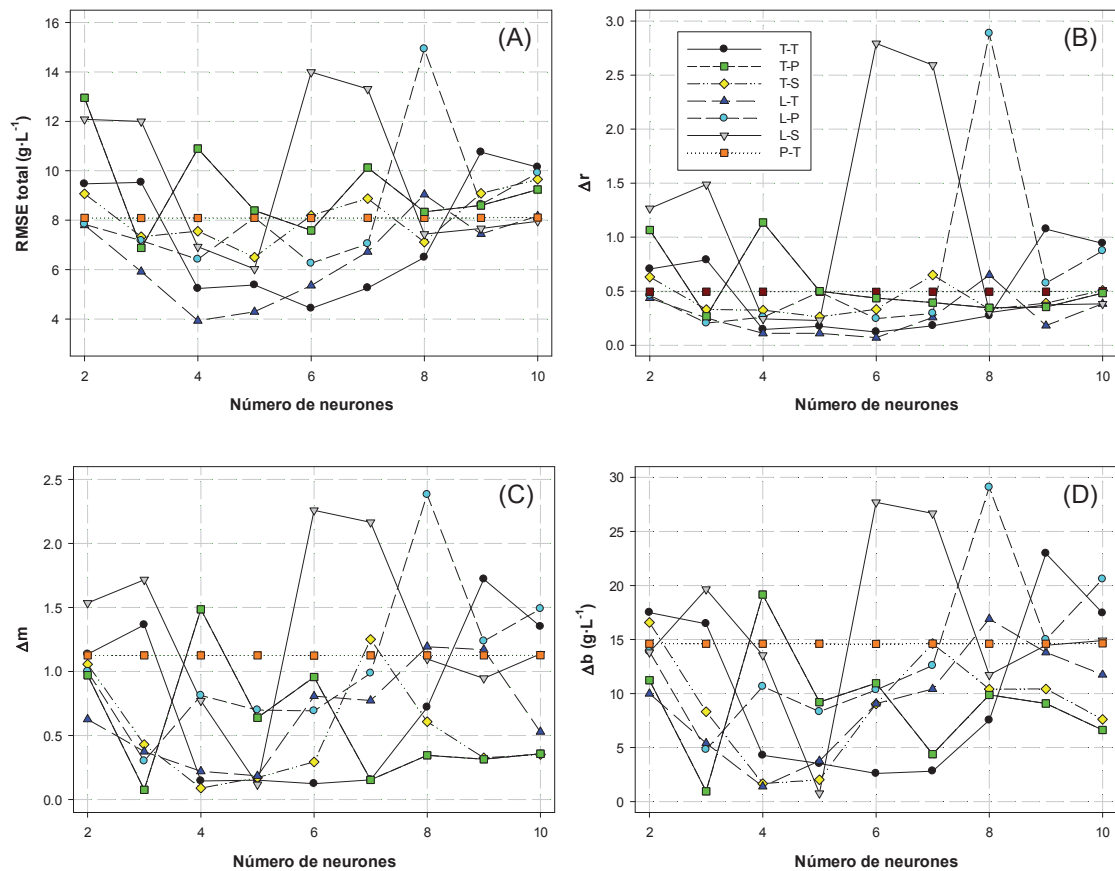 (A)
RMSE total (g·L⁻¹)
16
14
12
10
8
6
4
2
4
6
8
10
Número de neurones
(B)
Δr
3.0
2.5
2.0
1.5
1.0
0.5
0.0
T-T
T-P
T-S
L-T
L-P
L-S
P-T
2
4
6
8
10
Número de neurones
(C)
Δm
2.5
2.0
1.5
1.0
0.5
0.0
2
4
6
8
10
Número de neurones
(D)
Δb (g·L⁻¹)
30
25
20
15
10
5
0
2
4
6
8
10
Número de neurones